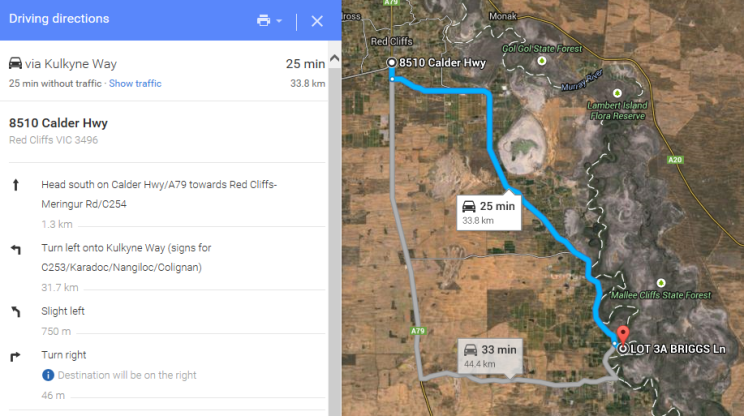 Driving directions
via Kulkyne Way
25 min
25 min without traffic · Show traffic
33.8 km
8510 Calder Hwy
Red Cliffs VIC 3496
Head south on Calder Hwy/A79 towards Red Cliffs-
Meringur Rd/C254
1.3 km
Turn left onto Kulkyne Way (signs for
C253/Karadoc/Nangiloc/Colignan)
31.7 km
Slight left
750 m
Turn right
Destination will be on the right
46 m
A79
dross
Monak
Red Cliffs
Gol Gol State Forest
8510 Calder Hwy
Murray River
Lambert Island
Flora Reserve
A20
25 min
33.8 km
Mallee Cliffs State Forest
A79
33 min
44.4 km
LOT 3A BRIGGS Ln